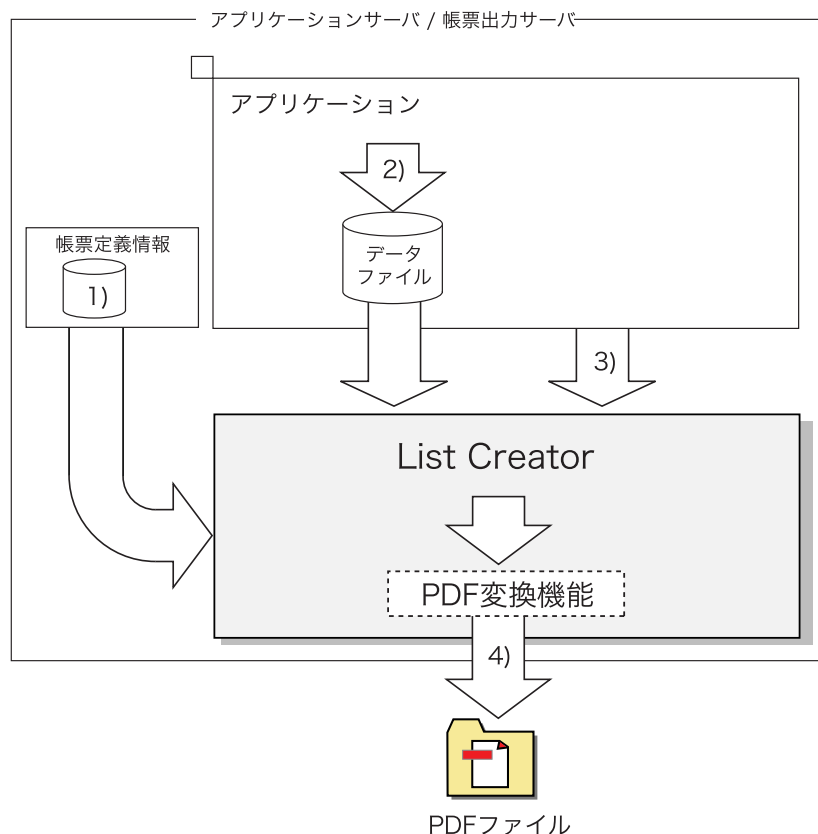 アプリケーションサーバ / 帳票出力サーバ
アプリケーション
2)
データ
ファイル
帳票定義情報
1)
3)
List Creator
PDF変換機能
4)
PDFファイル